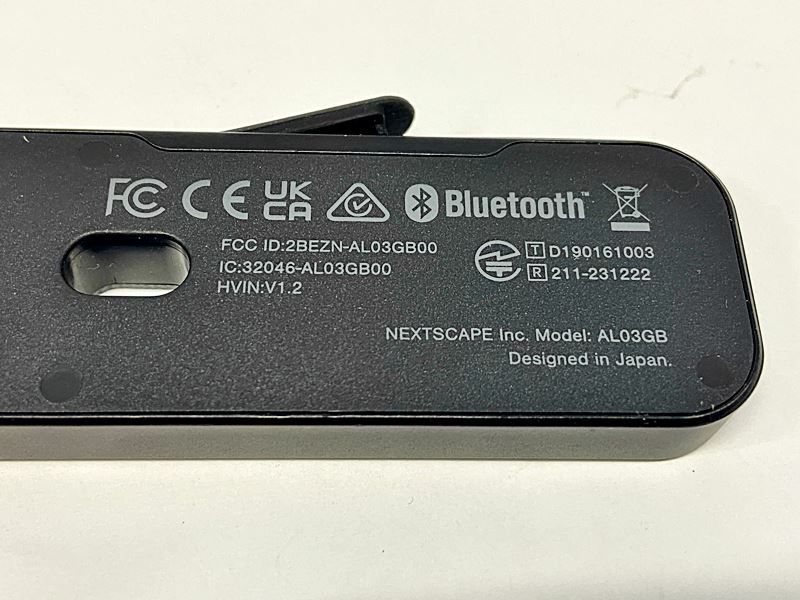 FC CE UK CA Bluetooth™
FCC ID:2BEZN-AL03GB00
IC:32046-AL03GB00
HVIN:V1.2
T D190161003
R 211-231222
NEXTSCAPE Inc. Model: AL03GB
Designed in Japan.